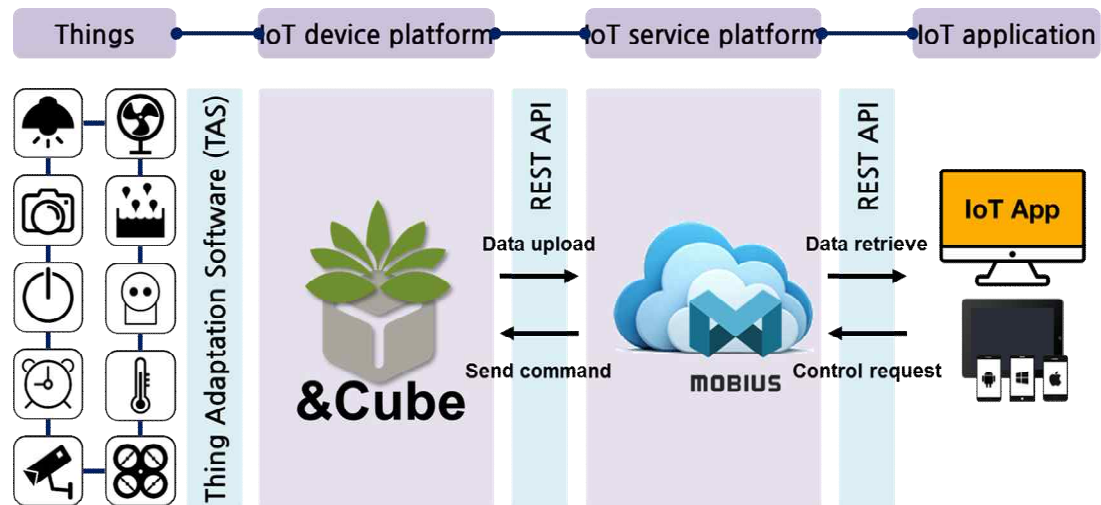 Things
IoT device platform
IoT service platform
IoT application
Thing Adaptation Software (TAS)
&Cube
REST API
Data upload
Send command
MOBIUS
REST API
Data retrieve
Control request
IoT App